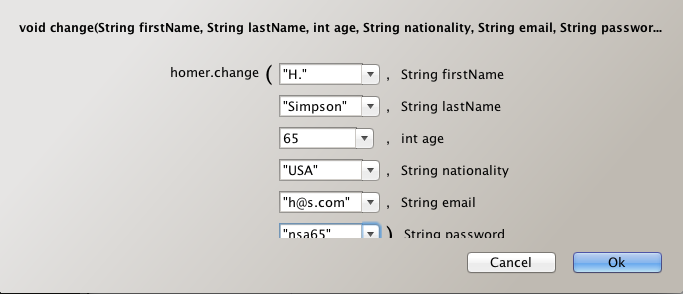 void change(String firstName, String lastName, int age, String nationality, String email, String passwor...
homer.change ( "H." , String firstName
"Simpson" , String lastName
65 , int age
"USA" , String nationality
"h@s.com" , String email
"nsa65" ) String password
Cancel Ok